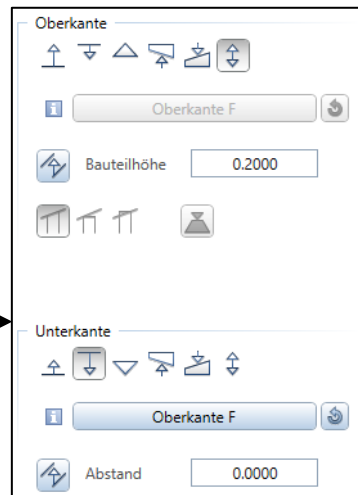 Oberkante
Oberkante F
Bauteilhöhe 0.2000
Unterkante
Oberkante F
Abstand 0.0000